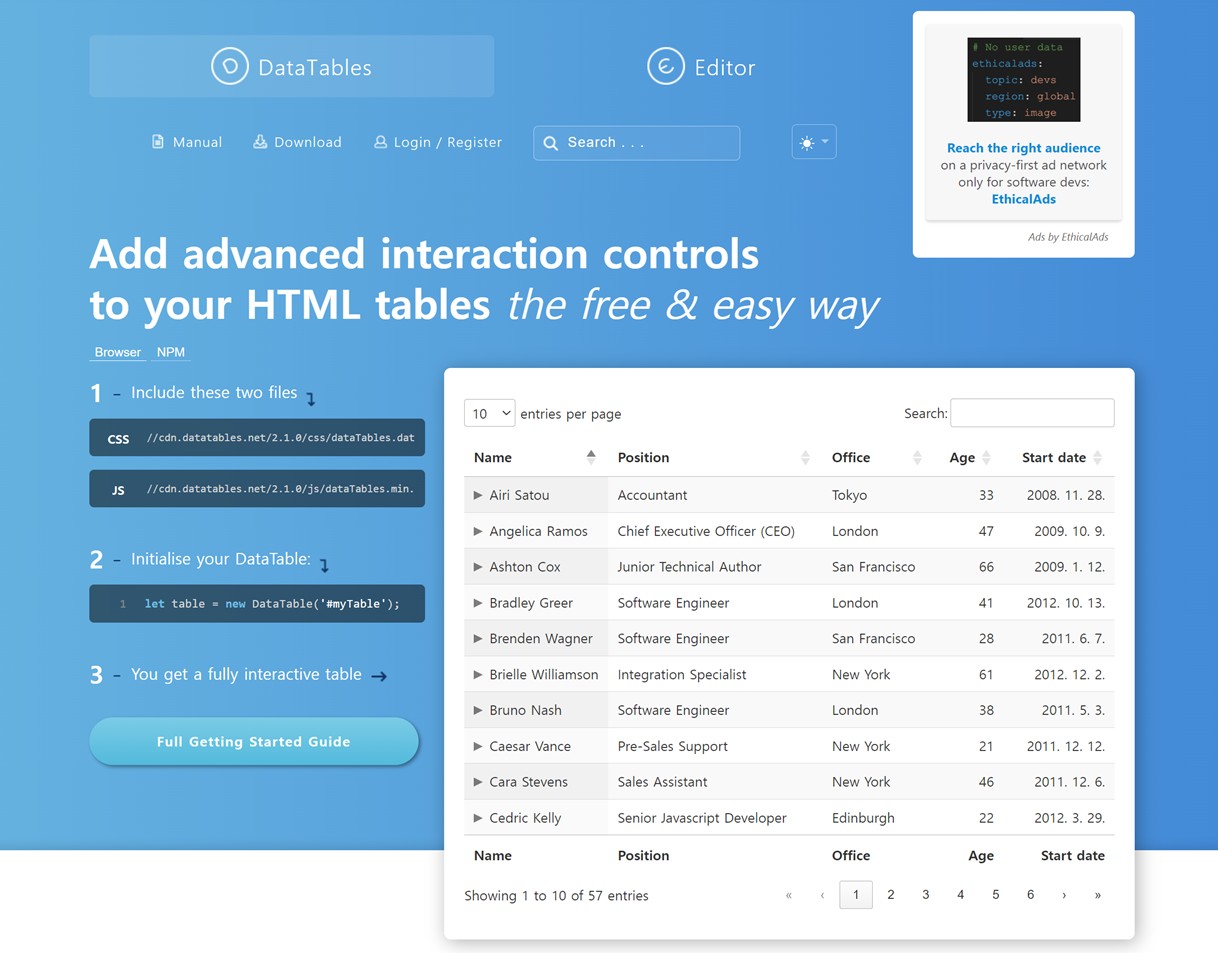 DataTables
Editor
Manual
Download
Login / Register
Search . . .
# No user data
ethicalads:
topic: devs
region: global
type: image
Reach the right audience
on a privacy-first ad network
only for software devs:
EthicalAds
Ads by EthicalAds
Add advanced interaction controls
to your HTML tables the free & easy way
Browser NPM
1 – Include these two files
CSS //cdn.datatables.net/2.1.0/css/dataTables.dat
JS //cdn.datatables.net/2.1.0/js/dataTables.min.
2 – Initialise your DataTable:
1 let table = new DataTable('#myTable');
3 – You get a fully interactive table →
Full Getting Started Guide
10 entries per page
Search:
Name Position Office Age Start date
▶ Airi Satou Accountant Tokyo 33 2008. 11. 28.
▶ Angelica Ramos Chief Executive Officer (CEO) London 47 2009. 10. 9.
▶ Ashton Cox Junior Technical Author San Francisco 66 2009. 1. 12.
▶ Bradley Greer Software Engineer London 41 2012. 10. 13.
▶ Brenden Wagner Software Engineer San Francisco 28 2011. 6. 7.
▶ Brielle Williamson Integration Specialist New York 61 2012. 12. 2.
▶ Bruno Nash Software Engineer London 38 2011. 5. 3.
▶ Caesar Vance Pre-Sales Support New York 21 2011. 12. 12.
▶ Cara Stevens Sales Assistant New York 46 2011. 12. 6.
▶ Cedric Kelly Senior Javascript Developer Edinburgh 22 2012. 3. 29.
Name Position Office Age Start date
Showing 1 to 10 of 57 entries
« ‹ 1 2 3 4 5 6 › »